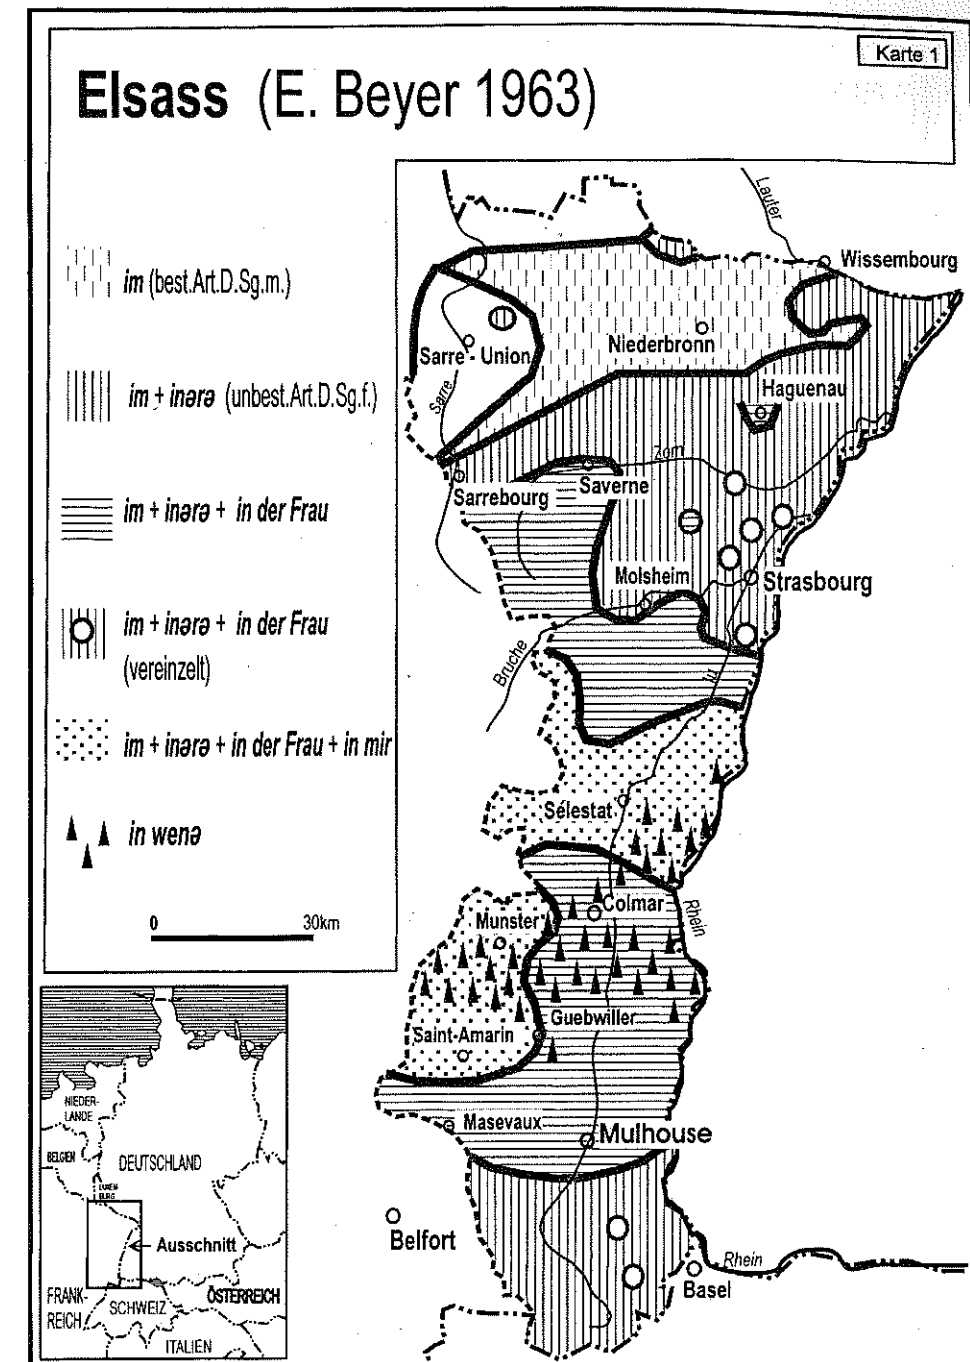 Karte 1
Elsass (E. Beyer 1963)
im (best.Art.D.Sg.m.)
im + inərə (unbest.Art.D.Sg.f.)
im + inərə + in der Frau
im + inərə + in der Frau
(vereinzelt)
im + inərə + in der Frau + in mir
in wenə
0 30km
Lauter
Wissembourg
Niederbronn
Sarre - Union
Sarre
Haguenau
Zorn
Saverne
Sarrebourg
Molsheim
Strasbourg
Bruche
Ill
Sélestat
Colmar
Rhein
Munster
Guebwiller
Saint-Amarin
Masevaux
Mulhouse
Belfort
Rhein
Basel
NIEDER-
LANDE
BELGIEN
DEUTSCHLAND
LUXEM-
BURG
Ausschnitt
FRANK-
REICH
SCHWEIZ
ÖSTERREICH
ITALIEN